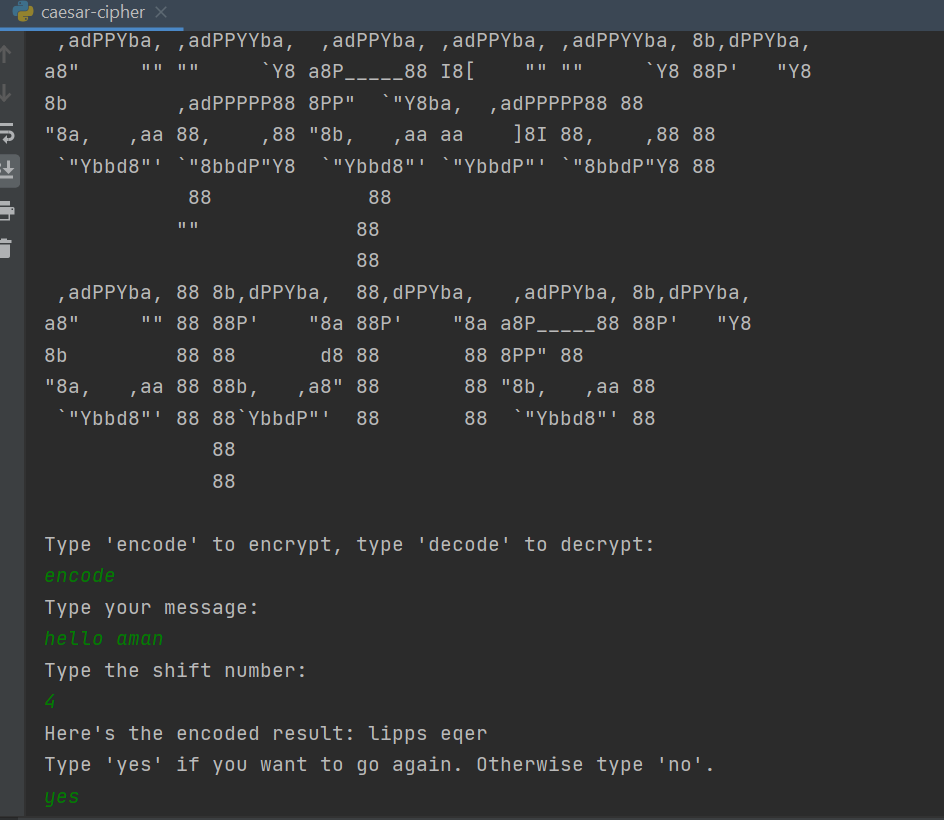 caesar-cipher
 ,adPPYba, ,adPPYYba,  ,adPPYba, ,adPPYba, ,adPPYYba, 8b,dPPYba,
a8"     "" ""     `Y8 a8P_____88 I8[    "" ""     `Y8 88P'   "Y8
8b         ,adPPPPP88 8PP"  `"Y8ba,  ,adPPPPP88 88
"8a,   ,aa 88,    ,88 "8b,   ,aa aa    ]8I 88,    ,88 88
 `"Ybbd8"' `"8bbdP"Y8  `"Ybbd8"' `"YbbdP"' `"8bbdP"Y8 88
            88             88
           ""             88
                          88
 ,adPPYba, 88 8b,dPPYba,  88,dPPYba,   ,adPPYba, 8b,dPPYba,
a8"     "" 88 88P'    "8a 88P'    "8a a8P_____88 88P'   "Y8
8b         88 88       d8 88       88 8PP" 88
"8a,   ,aa 88 88b,   ,a8" 88       88 "8b,   ,aa 88
 `"Ybbd8"' 88 88`YbbdP"'  88       88  `"Ybbd8"' 88
              88
              88
Type 'encode' to encrypt, type 'decode' to decrypt:
encode
Type your message:
hello aman
Type the shift number:
4
Here's the encoded result: lipps eqer
Type 'yes' if you want to go again. Otherwise type 'no'.
yes